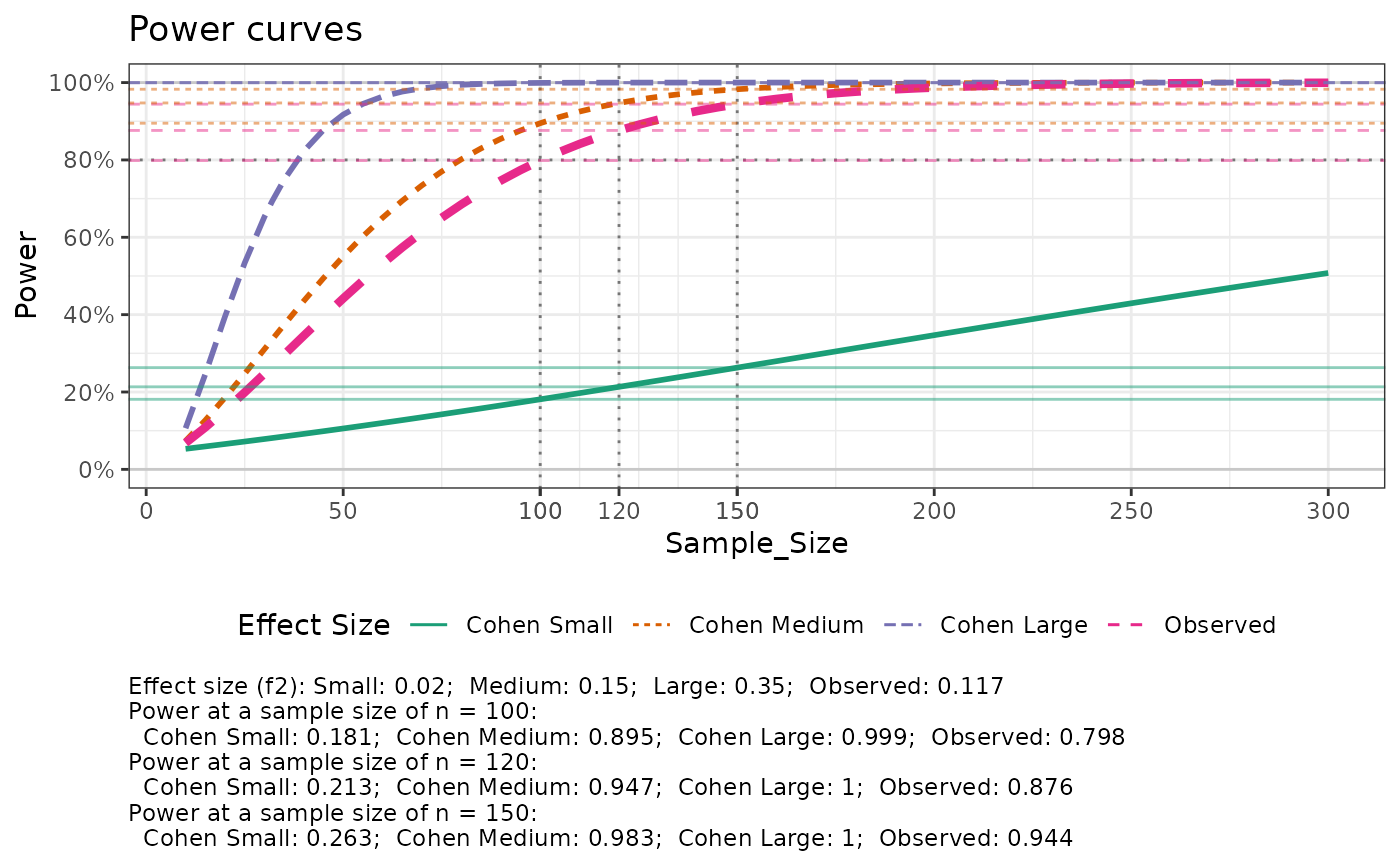 Power curves
100%
80%
60%
40%
20%
0%
Power
0 50 100 120 150 200 250 300
Sample_Size
Effect Size Cohen Small Cohen Medium Cohen Large Observed
Effect size (f2): Small: 0.02;  Medium: 0.15;  Large: 0.35;  Observed: 0.117
Power at a sample size of n = 100:
  Cohen Small: 0.181;  Cohen Medium: 0.895;  Cohen Large: 0.999;  Observed: 0.798
Power at a sample size of n = 120:
  Cohen Small: 0.213;  Cohen Medium: 0.947;  Cohen Large: 1;  Observed: 0.876
Power at a sample size of n = 150:
  Cohen Small: 0.263;  Cohen Medium: 0.983;  Cohen Large: 1;  Observed: 0.944